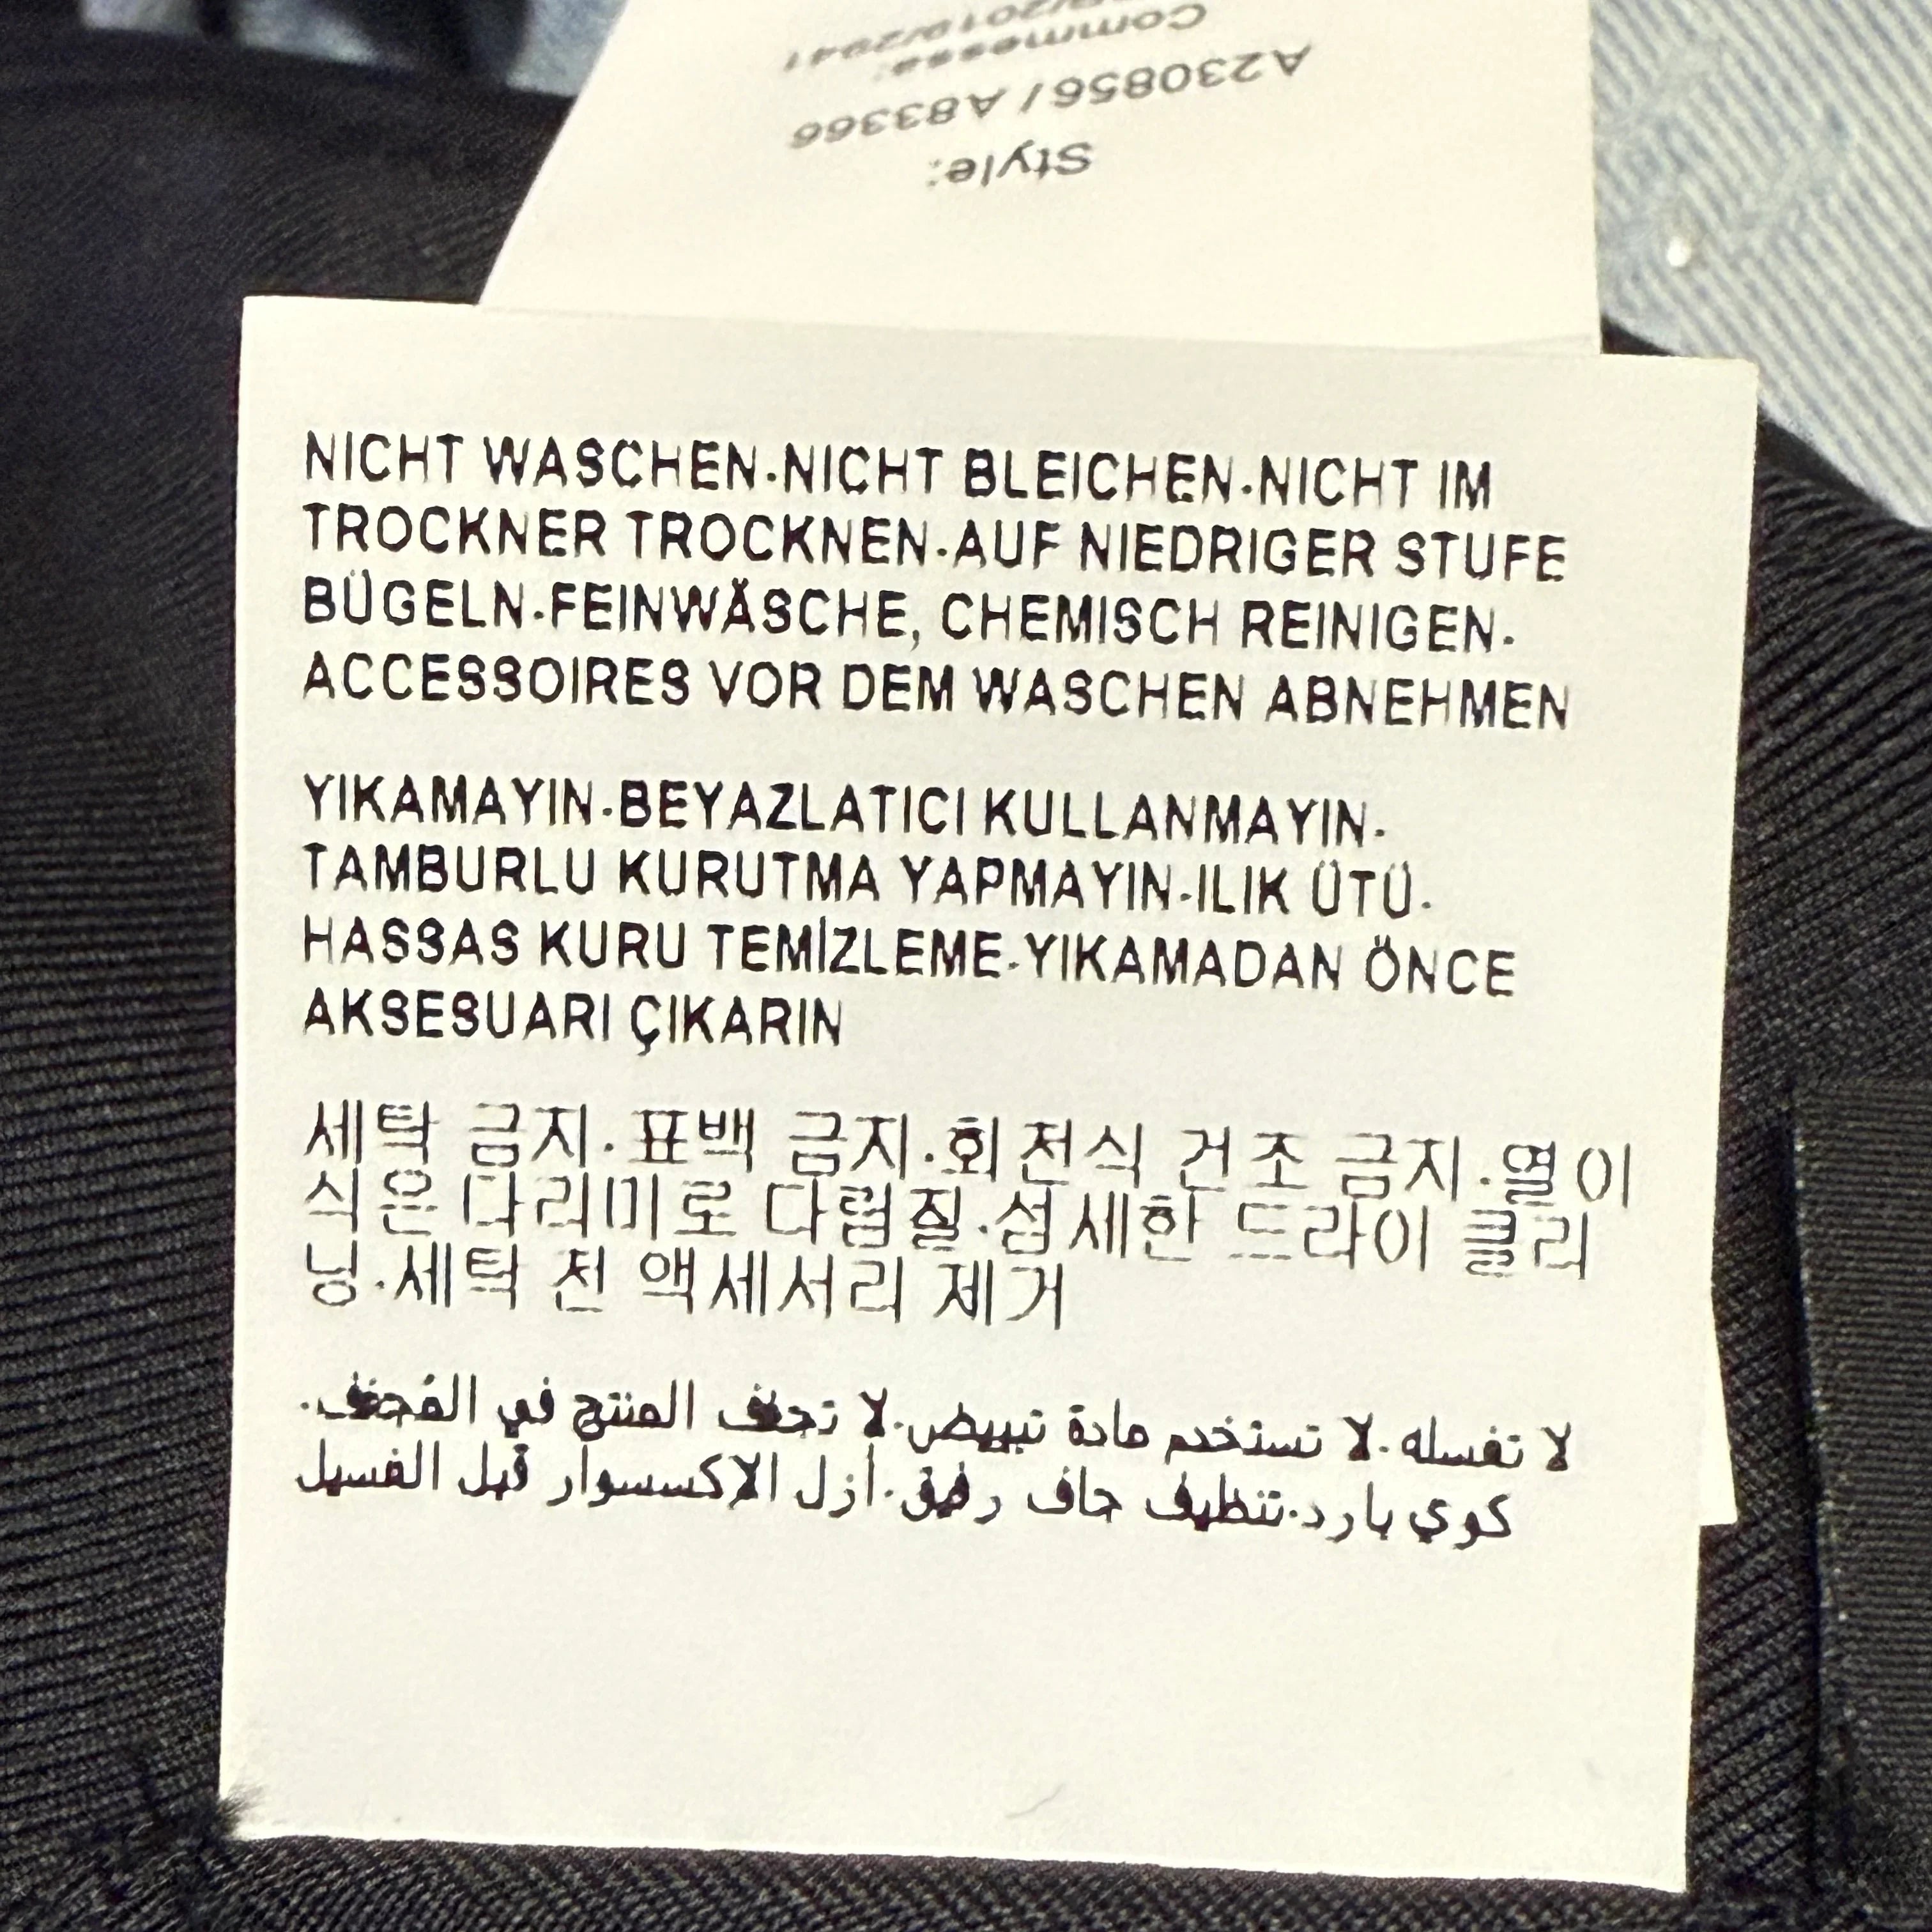 Style:
A230856/ A83366
Commessa:
/2019/2941
NICHT WASCHEN·NICHT BLEICHEN·NICHT IM
TROCKNER TROCKNEN·AUF NIEDRIGER STUFE
BÜGELN·FEINWÄSCHE, CHEMISCH REINIGEN·
ACCESSOIRES VOR DEM WASCHEN ABNEHMEN
YIKAMAYIN·BEYAZLATICI KULLANMAYIN·
TAMBURLU KURUTMA YAPMAYIN·ILIK ÜTÜ·
HASSAS KURU TEMİZLEME·YIKAMADAN ÖNCE
AKSESUARI ÇIKARIN
세탁 금지·표백 금지·회전식 건조 금지·열이
식은 다리미로 다림질·섬세한 드라이 클리
닝·세탁 전 액세서리 제거
لا تغسله·لا تستخدم مادة تبييض·لا تجفف المنتج في المُجفف·
كوي بارد·تنظيف جاف رقيق·أزل الإكسسوار قبل الغسيل